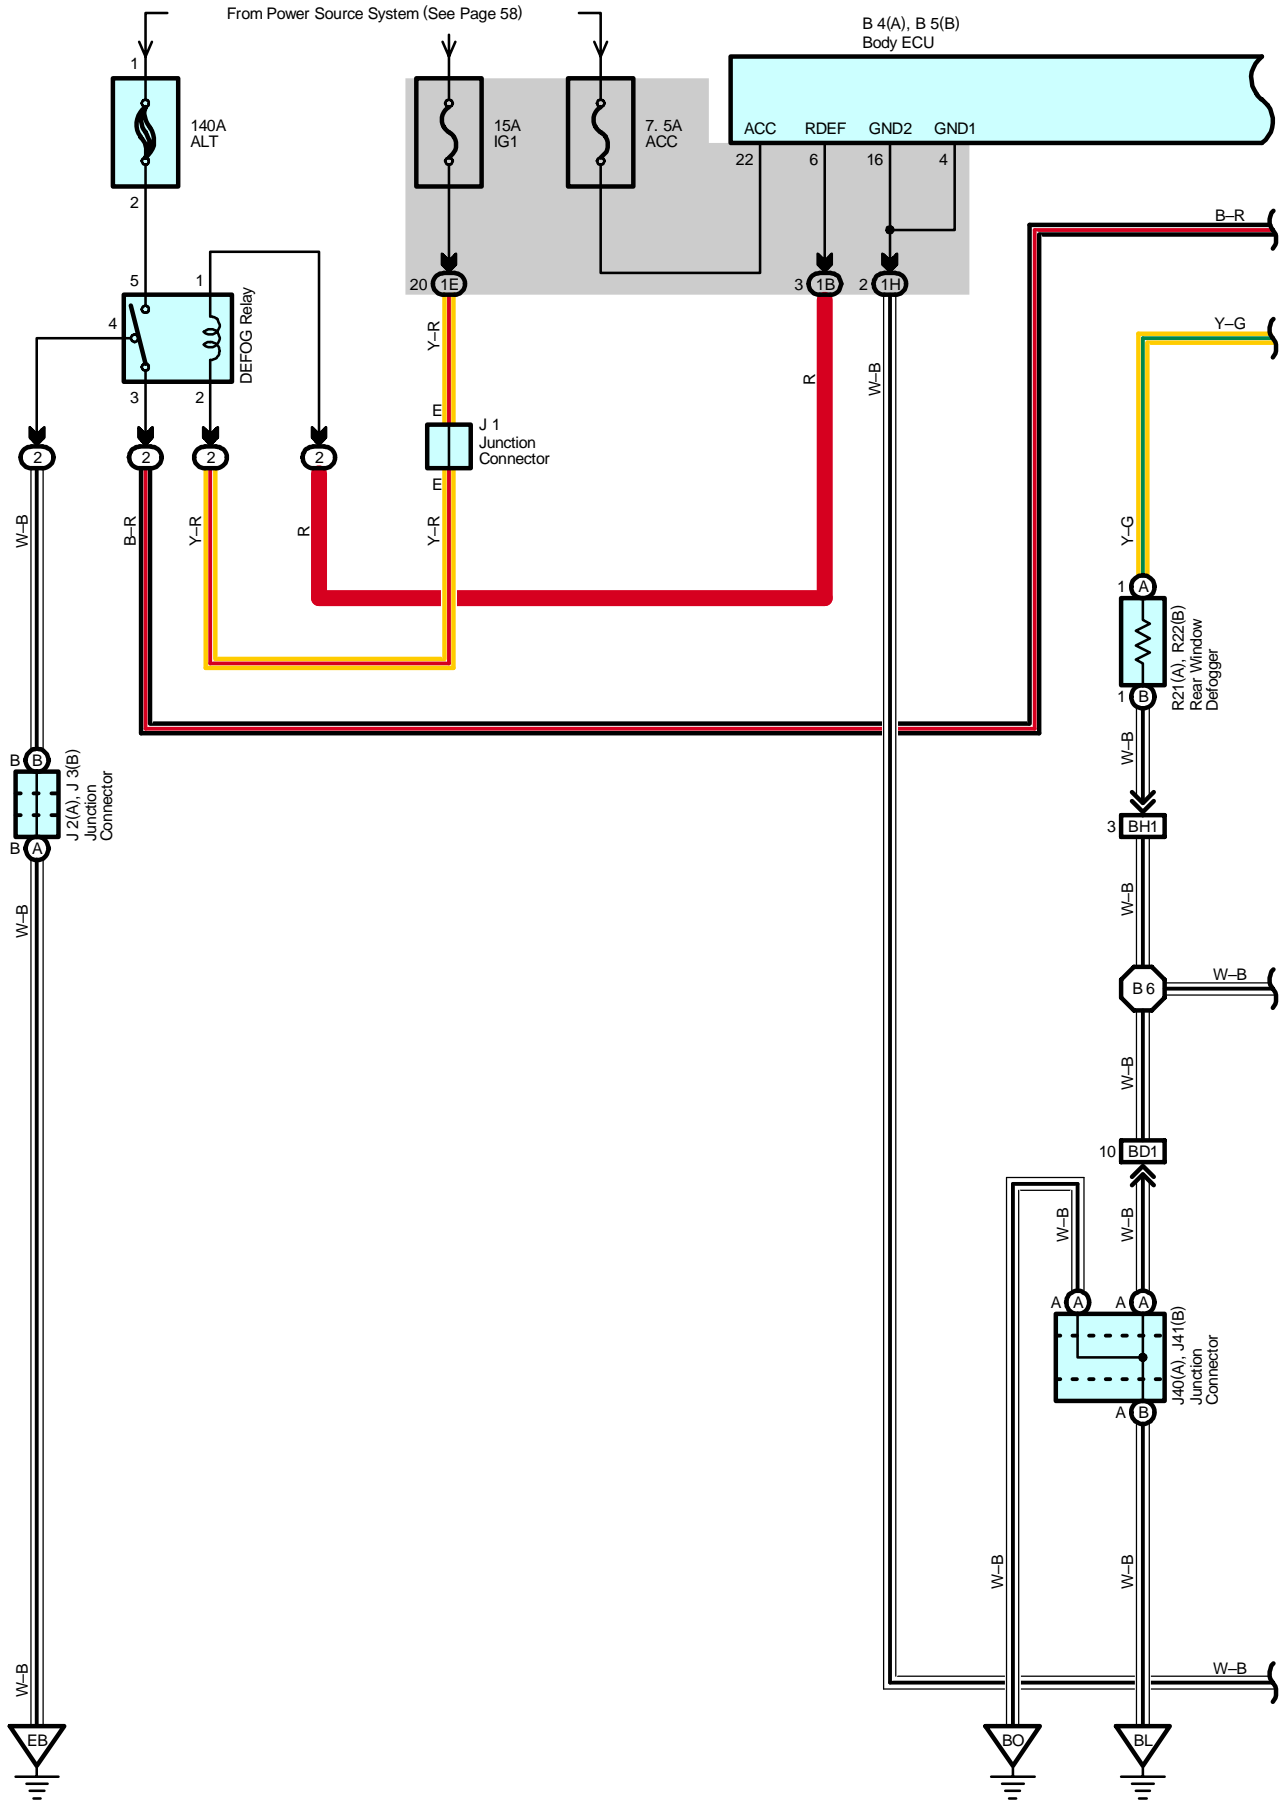 From Power Source System (See Page 58)
B 4(A), B 5(B)
Body ECU
1
140A
ALT
2
15A
IG1
7. 5A
ACC
ACC
RDEF
GND2
GND1
22
6
16
4
B–R
5
1
4
DEFOG Relay
3
2
20
1E
3
1B
2
1H
Y–R
R
W–B
Y–G
E
J 1
Junction
Connector
E
2
2
2
2
W–B
B–R
Y–R
R
Y–R
Y–G
1
A
R21(A), R22(B)
Rear Window
Defogger
1
B
W–B
B
B
J 2(A), J 3(B)
Junction
Connector
B
A
3
BH1
W–B
W–B
B 6
W–B
W–B
10
BD1
W–B
W–B
A
A
A
A
J40(A), J41(B)
Junction
Connector
A
B
W–B
W–B
W–B
W–B
EB
BO
BL